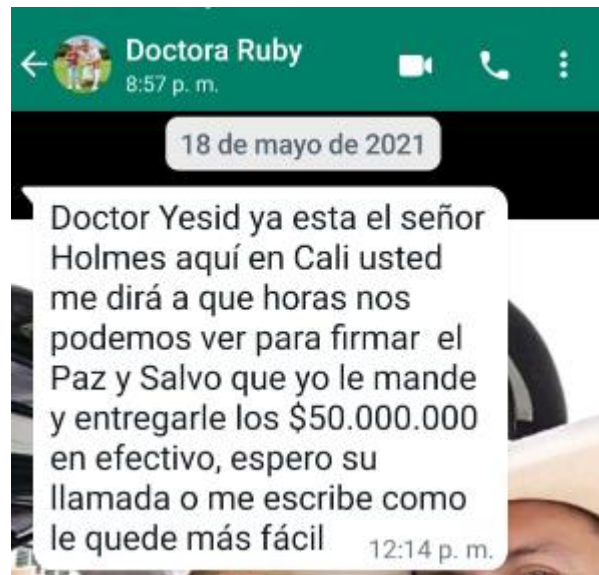 Doctora Ruby
8:57 p. m.
18 de mayo de 2021
Doctor Yesid ya esta el señor
Holmes aquí en Cali usted
me dirá a que horas nos
podemos ver para firmar el
Paz y Salvo que yo le mande
y entregarle los $50.000.000
en efectivo, espero su
llamada o me escribe como
le quede más fácil
12:14 p. m.